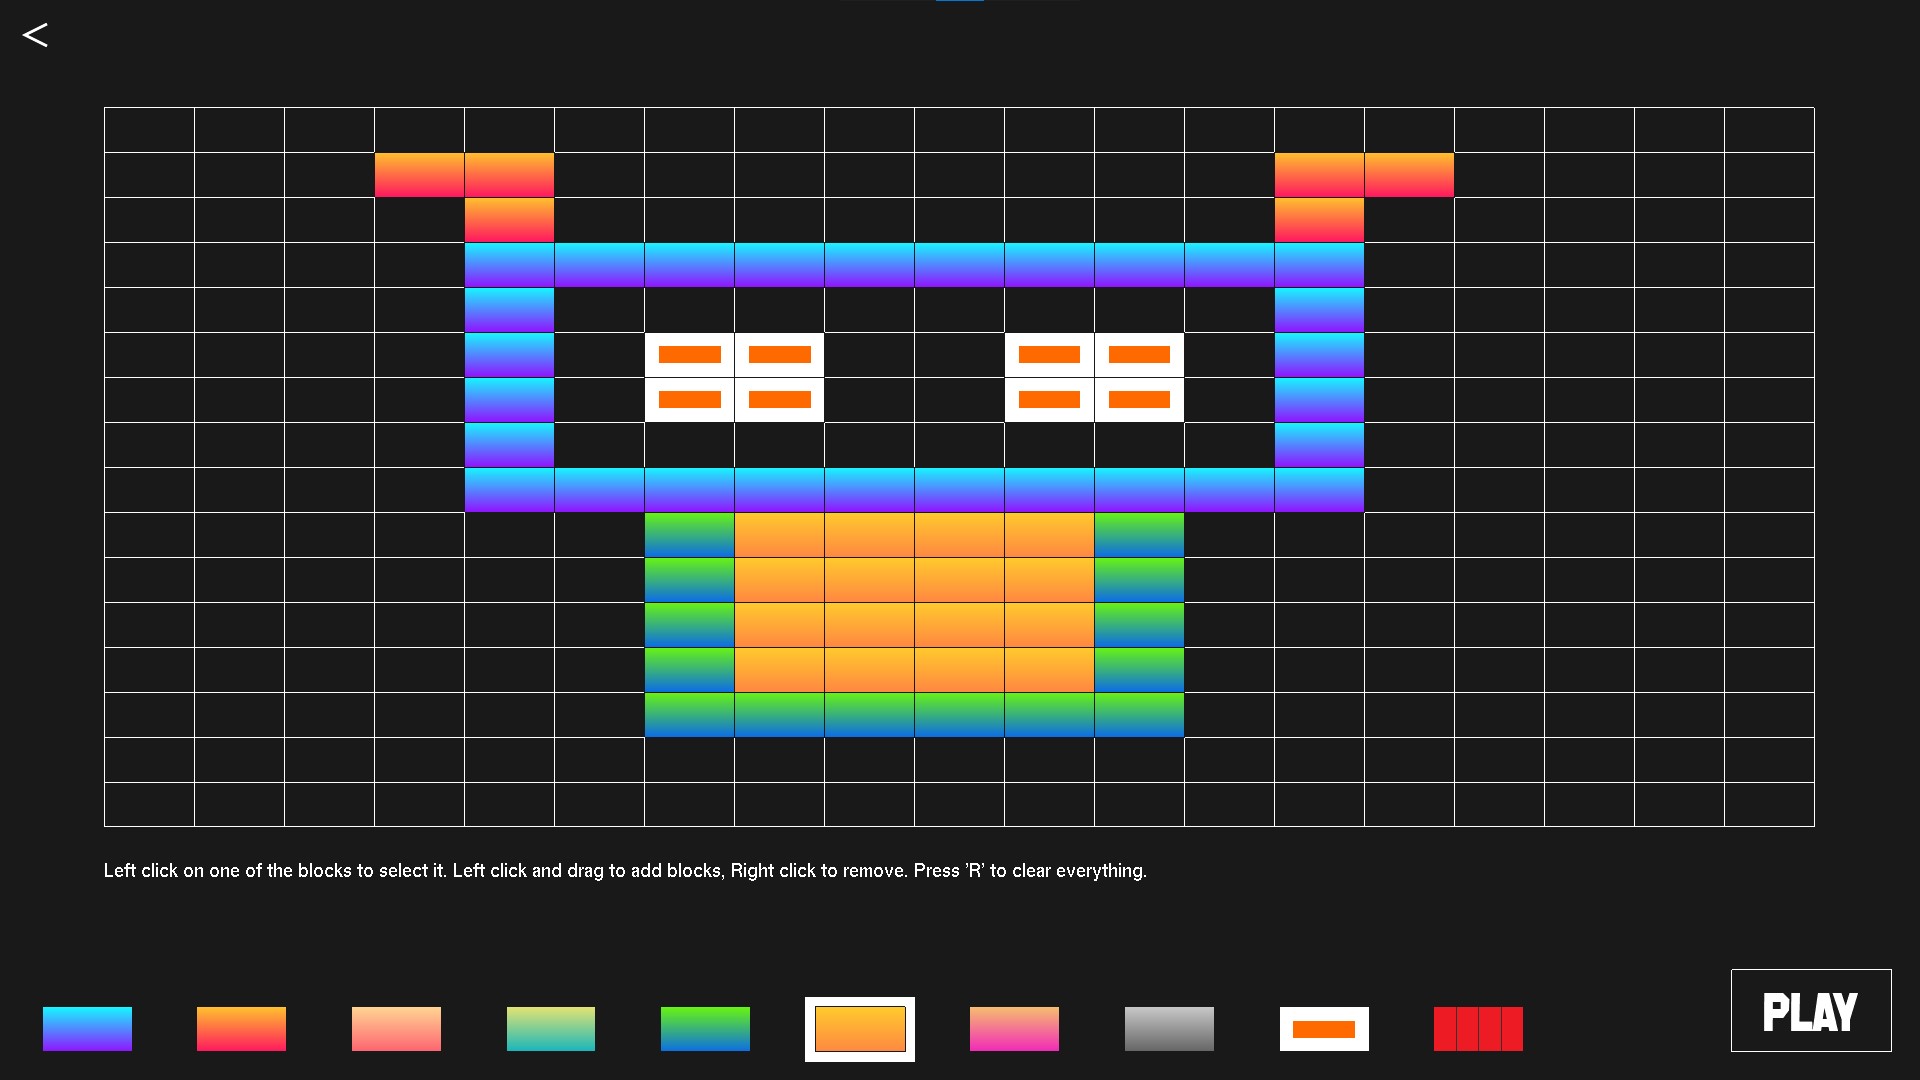 <
Left click on one of the blocks to select it. Left click and drag to add blocks, Right click to remove. Press 'R' to clear everything.
PLAY